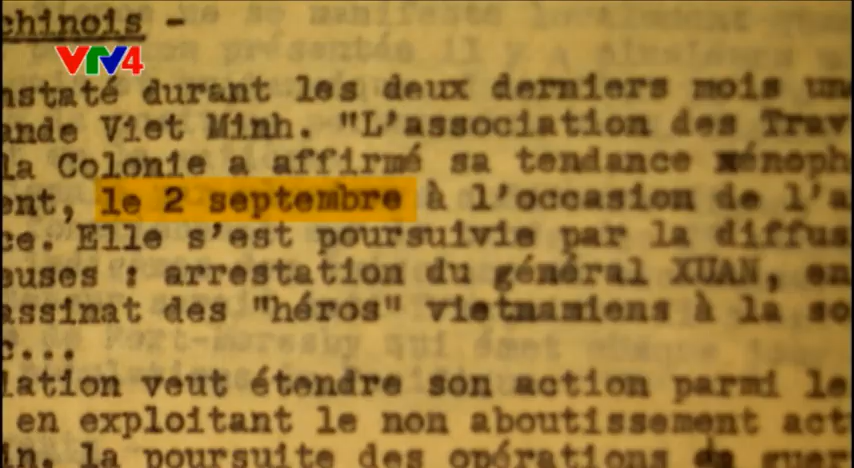 chinois -
VTV4
nstaté durant les deux derniers mois un
ande Viet Minh. "L'association des Trav
la Colonie a affirmé sa tendance xénoph
ent, le 2 septembre à l'occasion de l'a
ce. Elle s'est poursuivie par la diffus
euses : arrestation du général XUAN, en
assinat des "héros" vietnamiens à la so
c...
lation veut étendre son action parmi le
en exploitant le non aboutissement act
in, la poursuite des opérations de guer